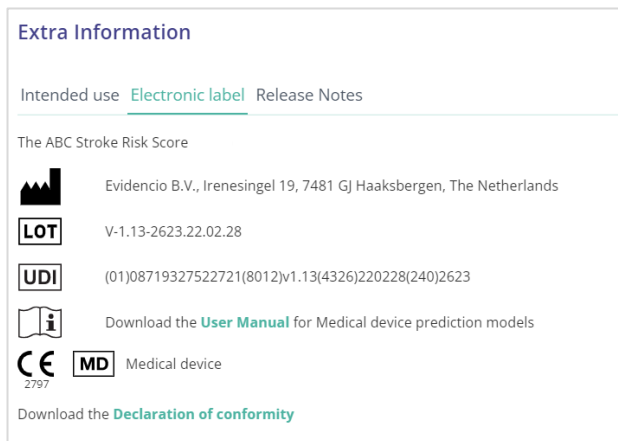 Extra Information
Intended use Electronic label Release Notes
The ABC Stroke Risk Score
Evidencio B.V., Irenesingel 19, 7481 GJ Haaksbergen, The Netherlands
LOT V-1.13-2623.22.02.28
UDI (01)08719327522721(8012)v1.13(4326)220228(240)2623
i Download the User Manual for Medical device prediction models
CE 2797 MD Medical device
Download the Declaration of conformity